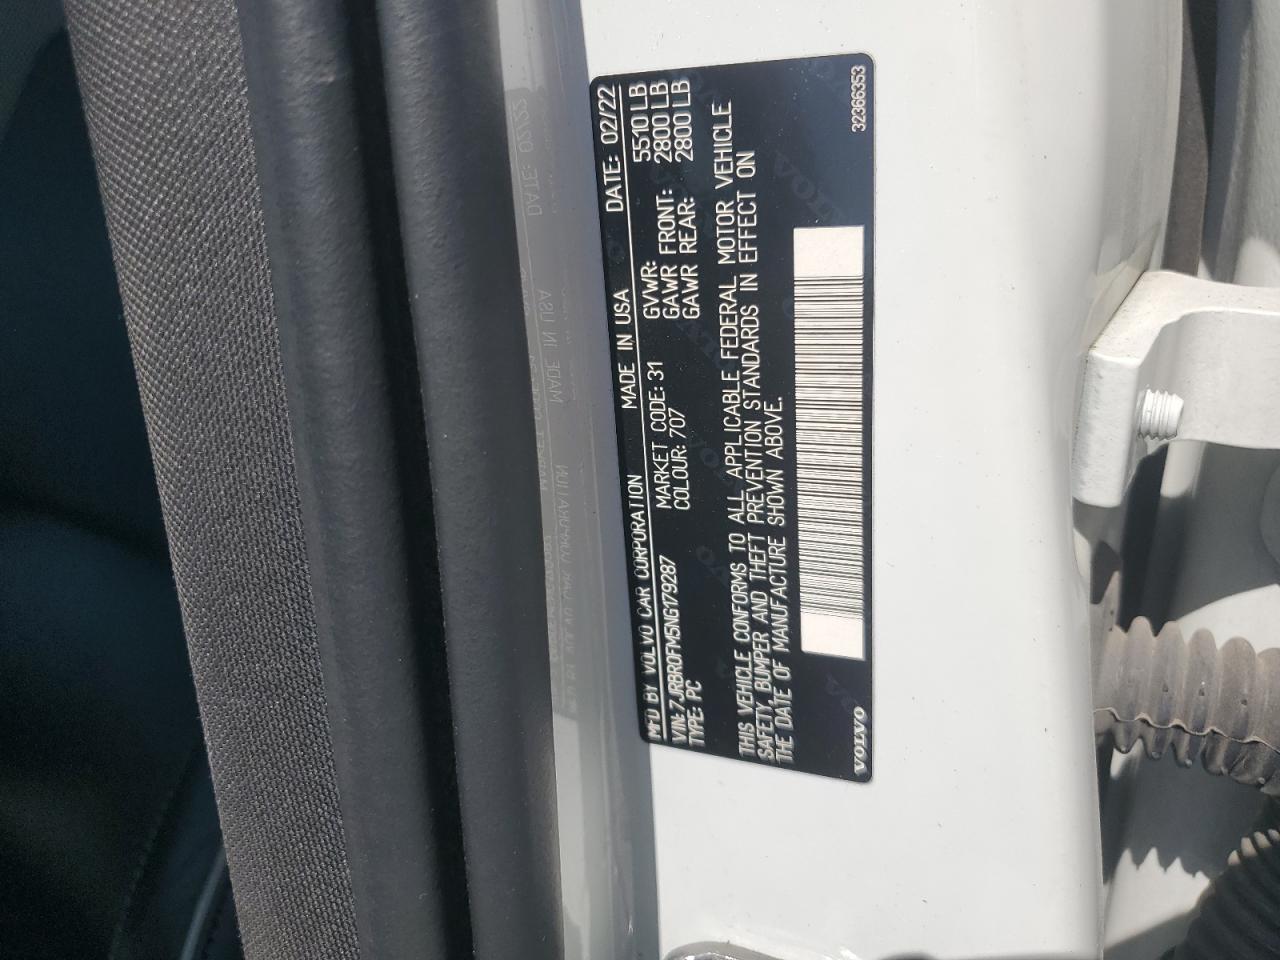 MFD BY VOLVO CAR CORPORATION MADE IN USA DATE: 02/22
VIN: 7JRBR0FM5NG179287 MARKET CODE: 31 GVWR: 5510 LB
TYPE: PC COLOUR: 707 GAWR FRONT: 2800 LB
GAWR REAR: 2800 LB
THIS VEHICLE CONFORMS TO ALL APPLICABLE FEDERAL MOTOR VEHICLE
SAFETY, BUMPER AND THEFT PREVENTION STANDARDS IN EFFECT ON
THE DATE OF MANUFACTURE SHOWN ABOVE.
VOLVO 32366353